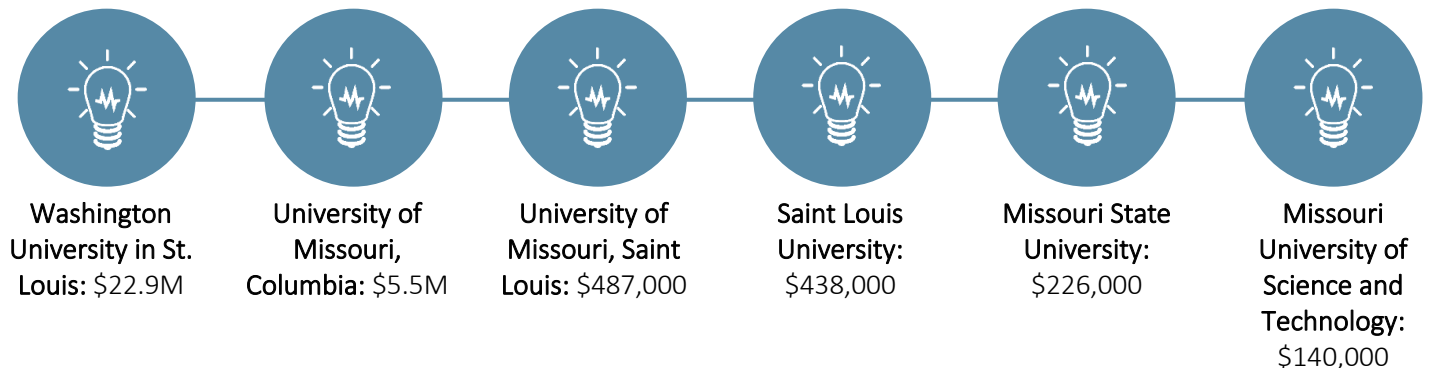 Washington
University in St.
Louis: $22.9M
University of
Missouri,
Columbia: $5.5M
University of
Missouri, Saint
Louis: $487,000
Saint Louis
University:
$438,000
Missouri State
University:
$226,000
Missouri
University of
Science and
Technology:
$140,000